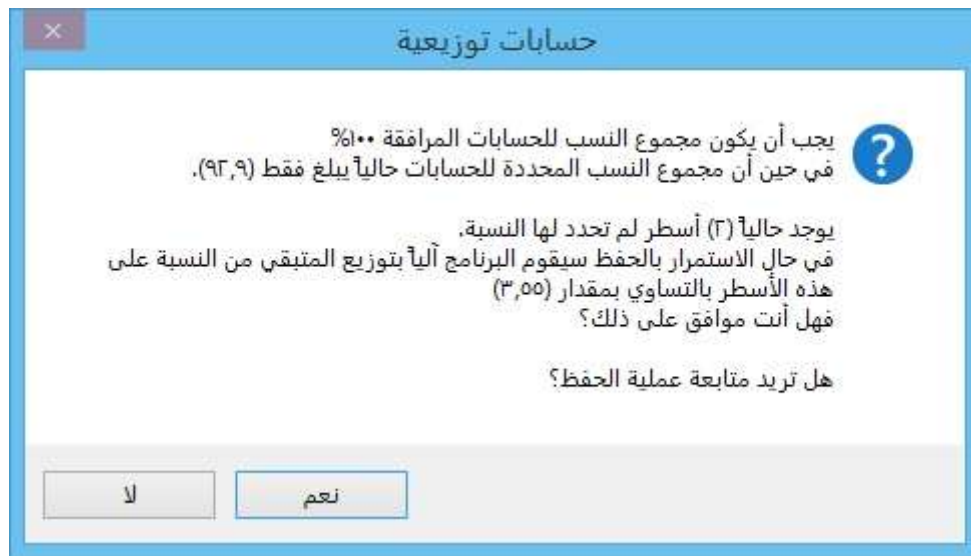 حسابات توزيعية
يجب أن يكون مجموع النسب للحسابات المرافقة ١٠٠%
في حين أن مجموع النسب المحددة للحسابات حالياً يبلغ فقط (٩٢,٩).
يوجد حالياً (٢) أسطر لم تحدد لها النسبة.
في حال الاستمرار بالحفظ سيقوم البرنامج آلياً بتوزيع المتبقي من النسبة على
هذه الأسطر بالتساوي بمقدار (٣,٥٥)
فهل أنت موافق على ذلك؟
هل تريد متابعة عملية الحفظ؟
نعم
لا